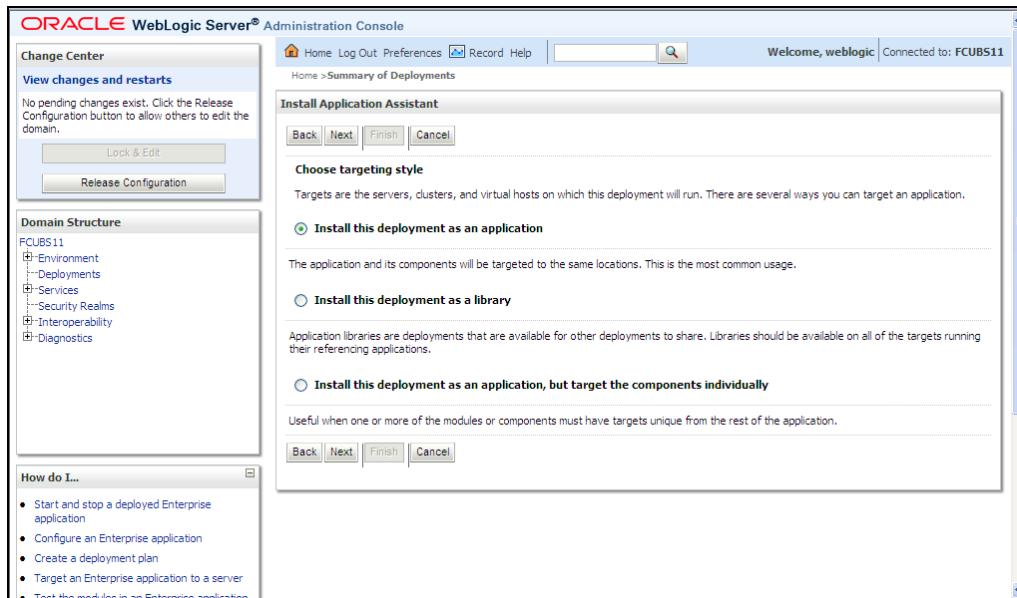 ORACLE WebLogic Server® Administration Console
Change Center
View changes and restarts
No pending changes exist. Click the Release
Configuration button to allow others to edit the
domain.
Lock & Edit
Release Configuration
Domain Structure
FCUBS11
Environment
Deployments
Services
Security Realms
Interoperability
Diagnostics
How do I...
Start and stop a deployed Enterprise
application
Configure an Enterprise application
Create a deployment plan
Target an Enterprise application to a server
Test the modules in an Enterprise application
Home Log Out Preferences Record Help
Welcome, weblogic Connected to: FCUBS11
Home >Summary of Deployments
Install Application Assistant
Back Next Finish Cancel
Choose targeting style
Targets are the servers, clusters, and virtual hosts on which this deployment will run. There are several ways you can target an application.
Install this deployment as an application
The application and its components will be targeted to the same locations. This is the most common usage.
Install this deployment as a library
Application libraries are deployments that are available for other deployments to share. Libraries should be available on all of the targets running
their referencing applications.
Install this deployment as an application, but target the components individually
Useful when one or more of the modules or components must have targets unique from the rest of the application.
Back Next Finish Cancel